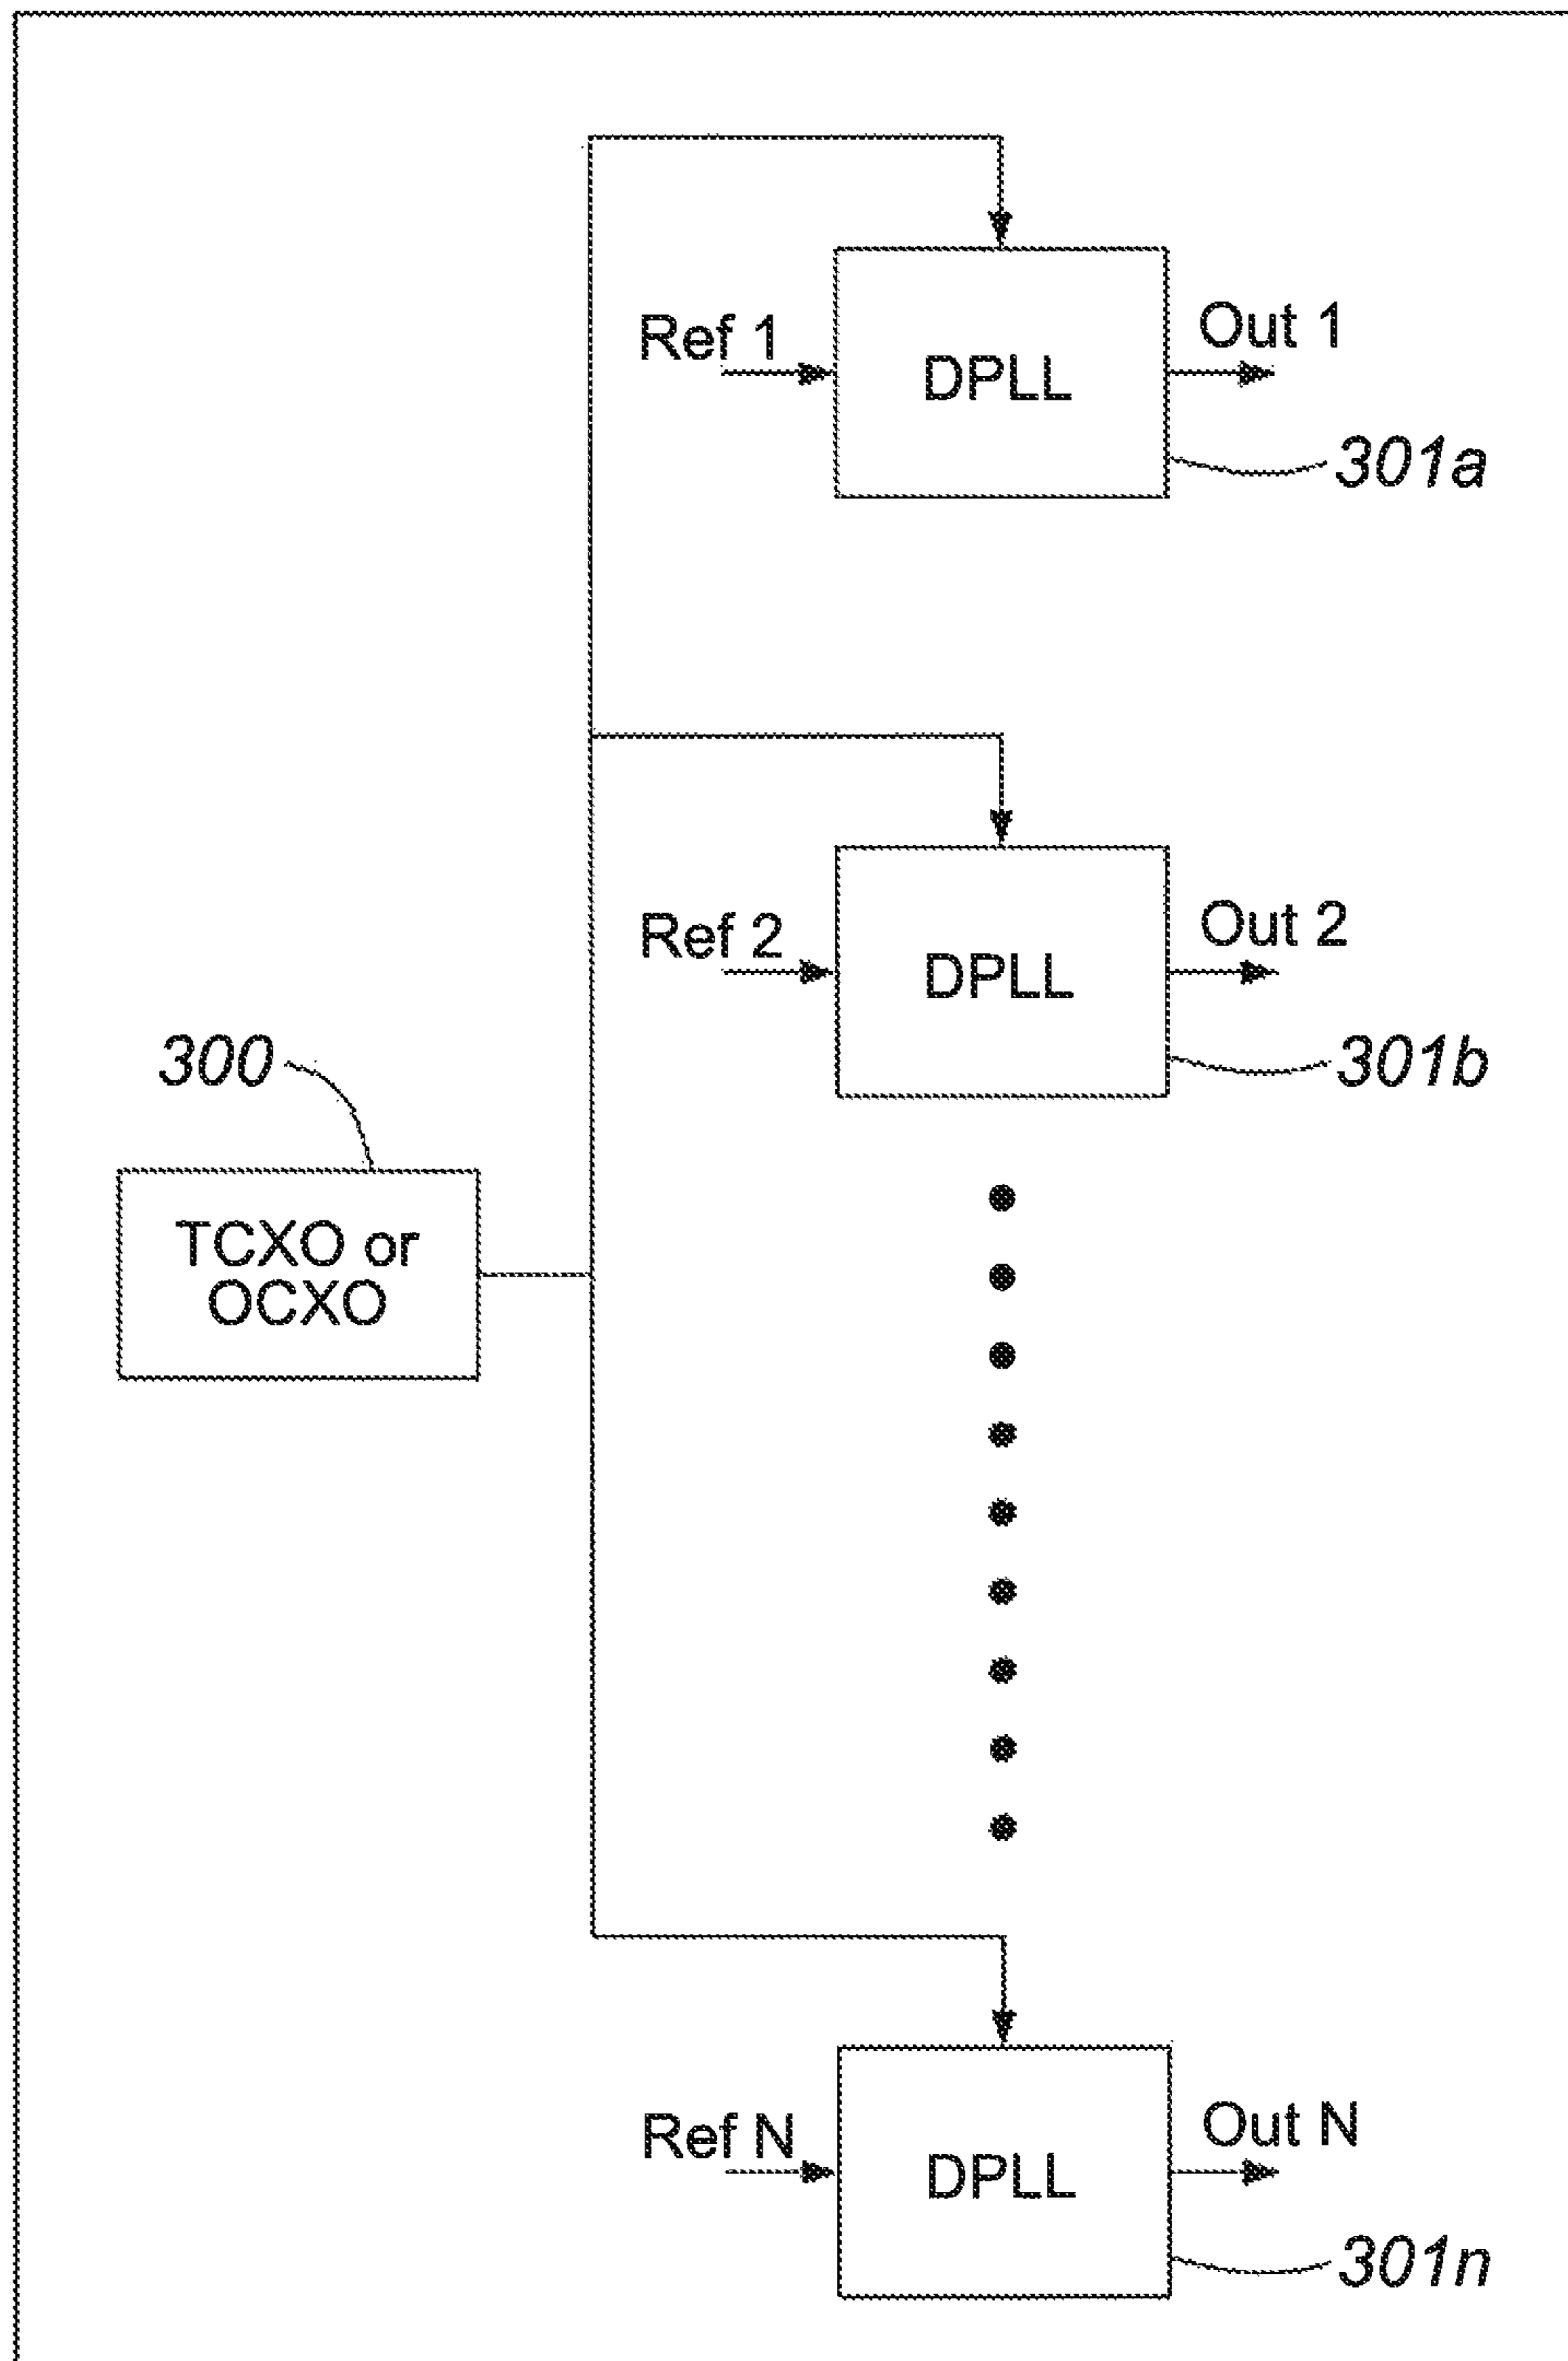 Ref 1
DPLL
Out 1
301a
Ref 2
DPLL
Out 2
301b
300
TCXO or
OCXO
Ref N
DPLL
Out N
301n